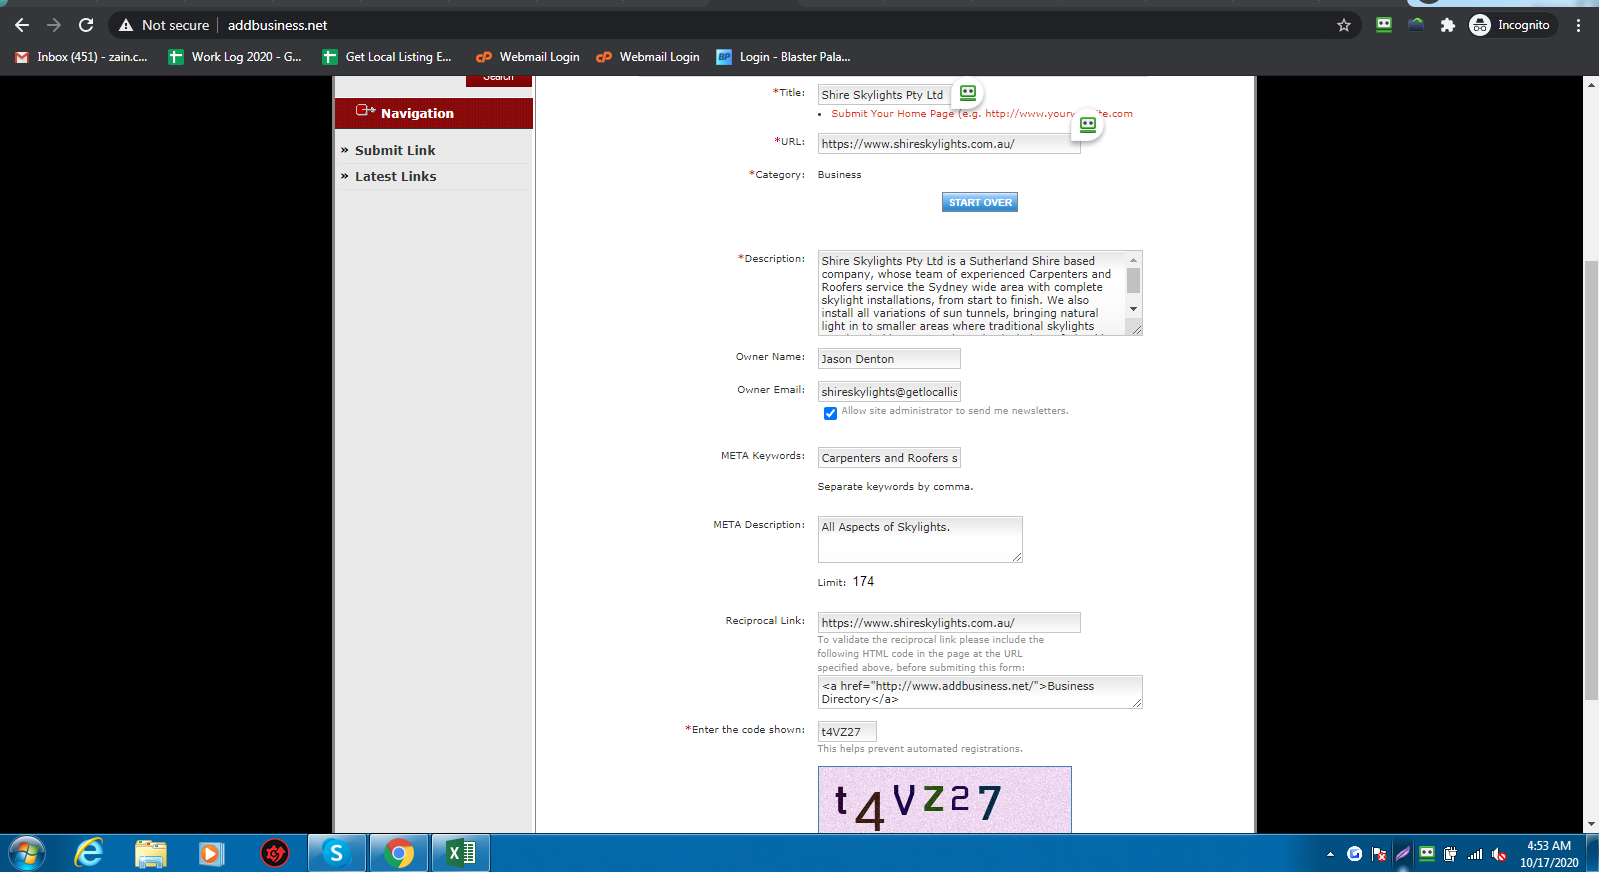 Not secure
addbusiness.net
Incognito
Inbox (451) - zain.c...
Work Log 2020 - G...
Get Local Listing E...
cP Webmail Login
cP Webmail Login
BP Login - Blaster Pala...
Search
Navigation
» Submit Link
» Latest Links
*Title:
Shire Skylights Pty Ltd
• Submit Your Home Page (e.g. http://www.
.com
*URL:
https://www.shireskylights.com.au/
*Category:
Business
START OVER
*Description:
Shire Skylights Pty Ltd is a Sutherland Shire based
company, whose team of experienced Carpenters and
Roofers service the Sydney wide area with complete
skylight installations, from start to finish. We also
install all variations of sun tunnels, bringing natural
light in to smaller areas where traditional skylights
Owner Name:
Jason Denton
Owner Email:
shireskylights@getlocallis
Allow site administrator to send me newsletters.
META Keywords:
Carpenters and Roofers s
Separate keywords by comma.
META Description:
All Aspects of Skylights.
Limit: 174
Reciprocal Link:
https://www.shireskylights.com.au/
To validate the reciprocal link please include the
following HTML code in the page at the URL
specified above, before submiting this form:
<a href="http://www.addbusiness.net/">Business
Directory</a>
*Enter the code shown:
t4VZ27
This helps prevent automated registrations.
t4VZ27
4:53 AM
10/17/2020